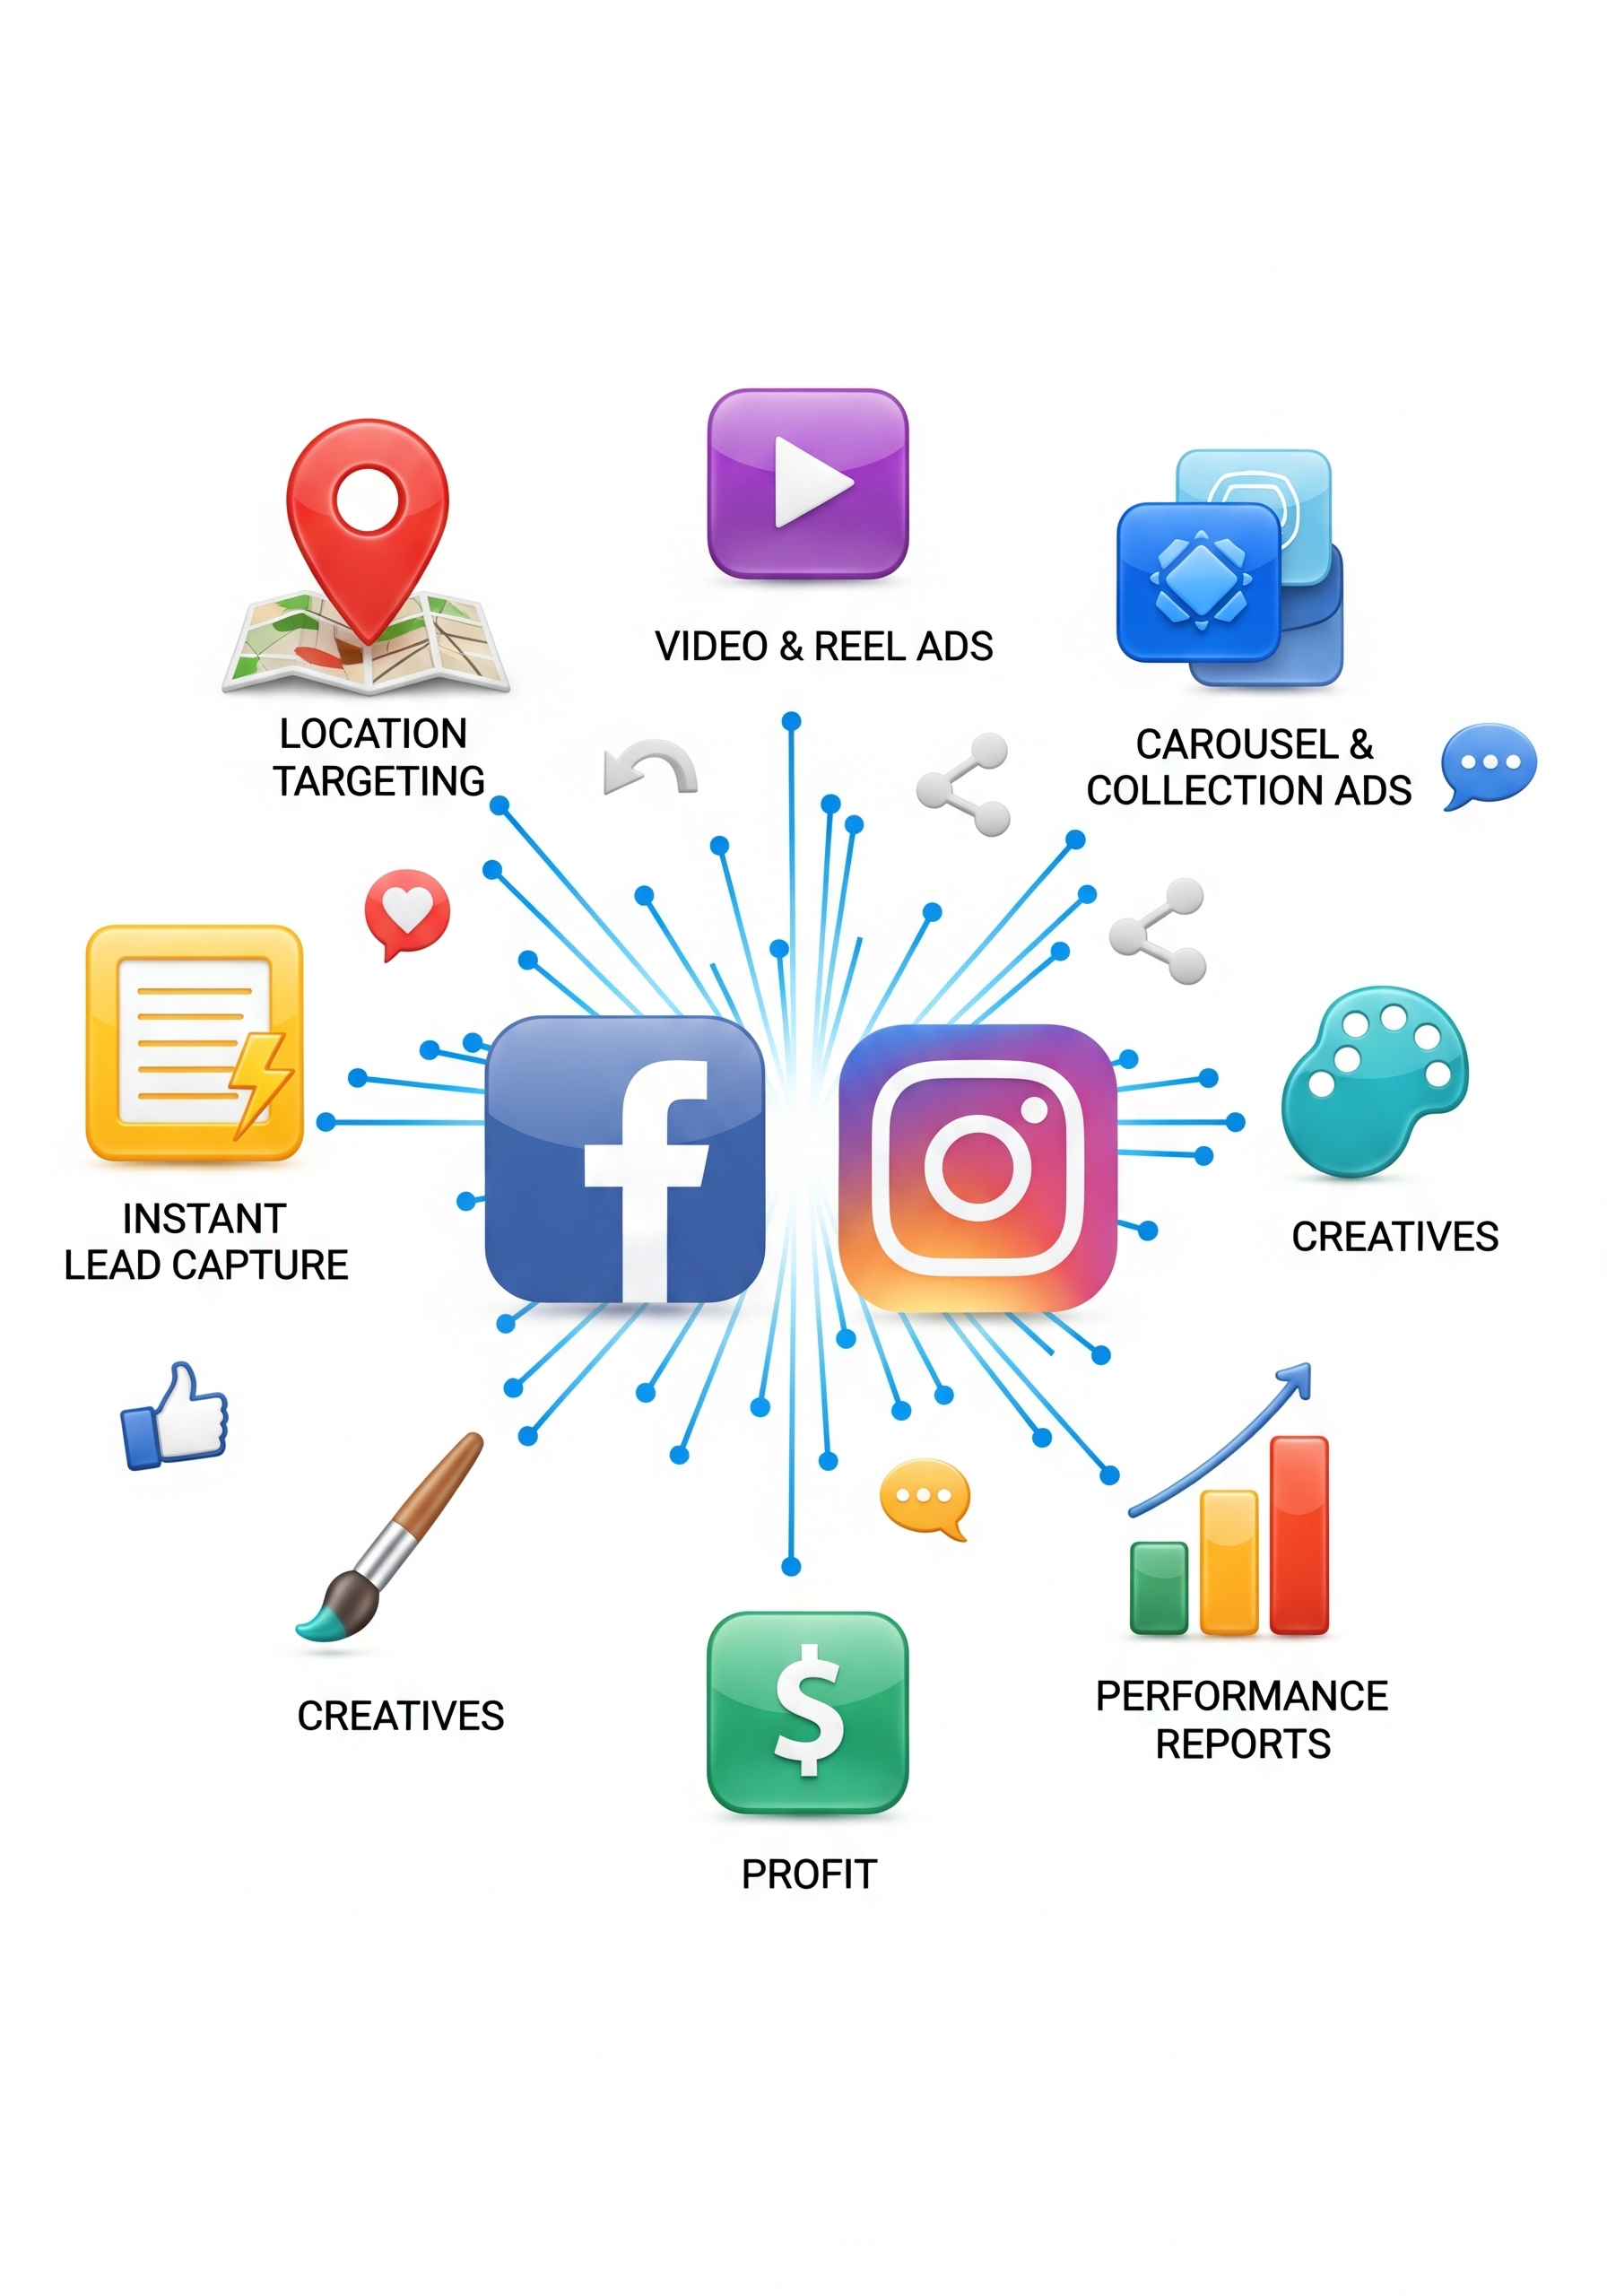 VIDEO & REEL ADS
LOCATION
TARGETING
CAROUSEL &
COLLECTION ADS
INSTANT
LEAD CAPTURE
CREATIVES
CREATIVES
PERFORMANCE
REPORTS
$
PROFIT